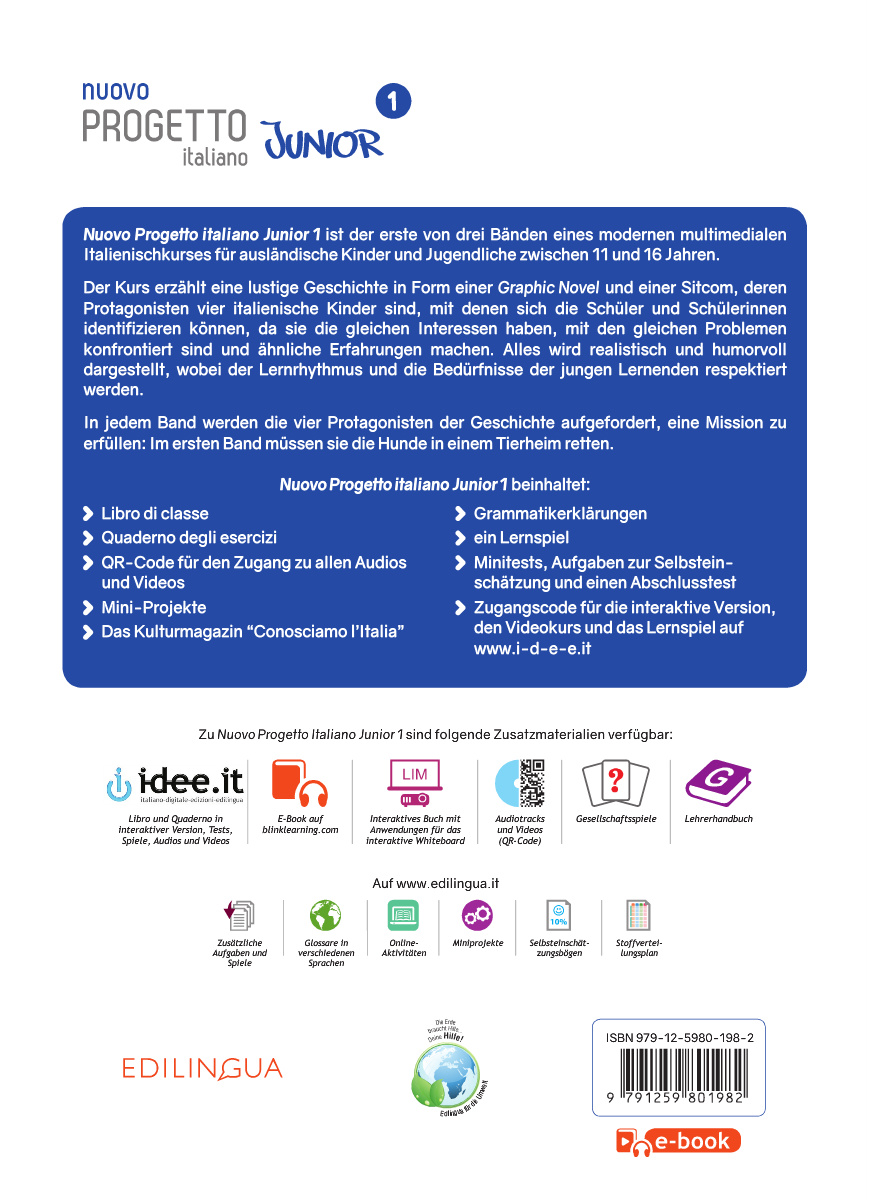 nuovo
PROGETTO
italiano
JUNIOR
1
Nuovo Progetto italiano Junior 1 ist der erste von drei Bänden eines modernen multimedialen
Italienischkurses für ausländische Kinder und Jugendliche zwischen 11 und 16 Jahren.
Der Kurs erzählt eine lustige Geschichte in Form einer Graphic Novel und einer Sitcom, deren
Protagonisten vier italienische Kinder sind, mit denen sich die Schüler und Schülerinnen
identifizieren können, da sie die gleichen Interessen haben, mit den gleichen Problemen
konfrontiert sind und ähnliche Erfahrungen machen. Alles wird realistisch und humorvoll
dargestellt, wobei der Lernrhythmus und die Bedürfnisse der jungen Lernenden respektiert
werden.
In jedem Band werden die vier Protagonisten der Geschichte aufgefordert, eine Mission zu
erfüllen: Im ersten Band müssen sie die Hunde in einem Tierheim retten.
Nuovo Progetto italiano Junior 1 beinhaltet:
Libro di classe
Quaderno degli esercizi
QR-Code für den Zugang zu allen Audios
und Videos
Mini-Projekte
Das Kulturmagazin “Conosciamo l’Italia”
Grammatikerklärungen
ein Lernspiel
Minitests, Aufgaben zur Selbstein-
schätzung und einen Abschlusstest
Zugangscode für die interaktive Version,
den Videokurs und das Lernspiel auf
www.i-d-e-e.it
Zu Nuovo Progetto Italiano Junior 1 sind folgende Zusatzmaterialien verfügbar:
i-d-e-e.it
italiano-digitale-edizioni-edilingua
Libro und Quaderno in
interaktiver Version, Tests,
Spiele, Audios und Videos
E-Book auf
blinklearning.com
LIM
Interaktives Buch mit
Anwendungen für das
interaktive Whiteboard
Audiotracks
und Videos
(QR-Code)
?
Gesellschaftsspiele
G
Lehrerhandbuch
Auf www.edilingua.it
Zusätzliche
Aufgaben und
Spiele
Glossare in
verschiedenen
Sprachen
Online-
Aktivitäten
Miniprojekte
10%
Selbsteinschät-
zungsbögen
Stoffvertei-
lungsplan
EDILINGUA
Die Erde
braucht Hilfe.
Deine Hilfe!
Edilingua für die Umwelt
ISBN 979-12-5980-198-2
9 791259 801982
e-book